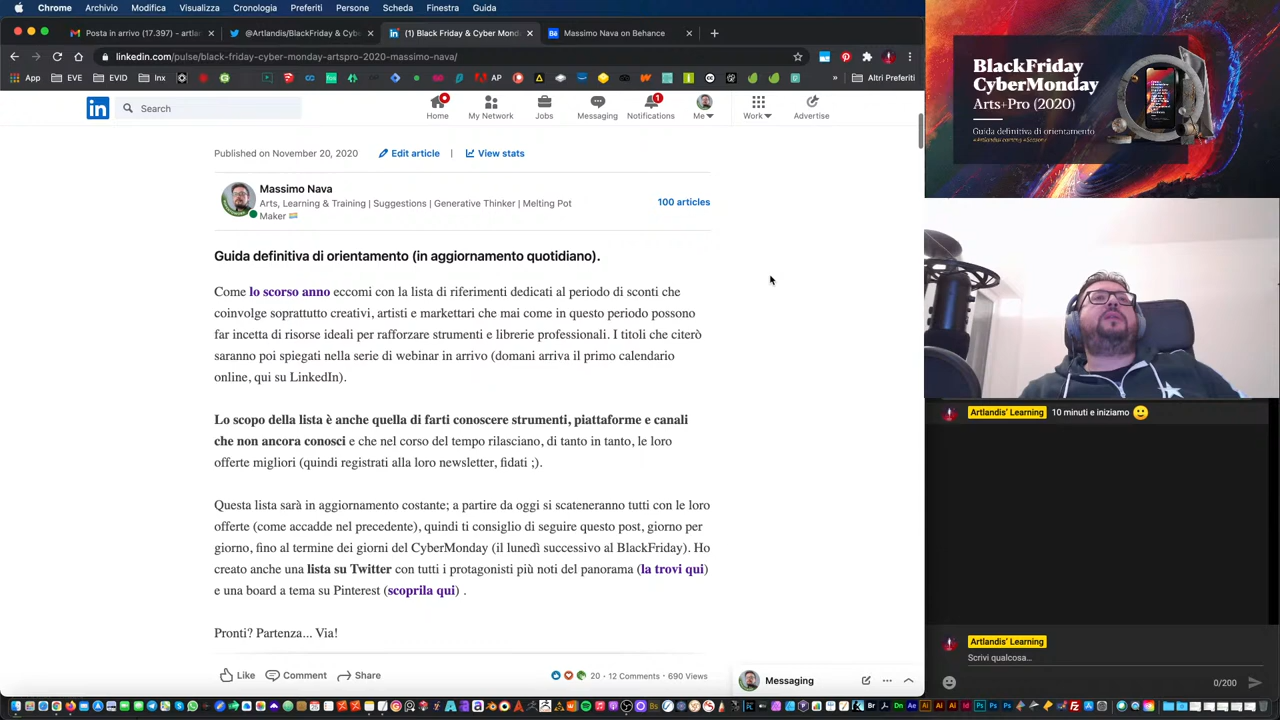 Chrome Archivio Modifica Visualizza Cronologia Preferiti Persone Scheda Finestra Guida
Posta in arrivo (17.397) - artlar
@Artlandis/BlackFriday & Cybe
(1) Black Friday & Cyber Mond
Massimo Nava on Behance
linkedin.com/pulse/black-friday-cyber-monday-artspro-2020-massimo-nava/
App EVE EVID Inx AP Altri Preferiti
in Search
Home My Network Jobs Messaging 1 Notifications Me Work Advertise
Published on November 20, 2020 Edit article | View stats
Massimo Nava
Arts, Learning & Training | Suggestions | Generative Thinker | Melting Pot
Maker
100 articles
Guida definitiva di orientamento (in aggiornamento quotidiano).
Come lo scorso anno eccomi con la lista di riferimenti dedicati al periodo di sconti che
coinvolge soprattutto creativi, artisti e markettari che mai come in questo periodo possono
far incetta di risorse ideali per rafforzare strumenti e librerie professionali. I titoli che citerò
saranno poi spiegati nella serie di webinar in arrivo (domani arriva il primo calendario
online, qui su LinkedIn).
Lo scopo della lista è anche quella di farti conoscere strumenti, piattaforme e canali
che non ancora conosci e che nel corso del tempo rilasciano, di tanto in tanto, le loro
offerte migliori (quindi registrati alla loro newsletter, fidati ;).
Questa lista sarà in aggiornamento costante; a partire da oggi si scateneranno tutti con le loro
offerte (come accadde nel precedente), quindi ti consiglio di seguire questo post, giorno per
giorno, fino al termine dei giorni del CyberMonday (il lunedì successivo al BlackFriday). Ho
creato anche una lista su Twitter con tutti i protagonisti più noti del panorama (la trovi qui)
e una board a tema su Pinterest (scoprila qui) .
Pronti? Partenza... Via!
Like Comment Share 20 · 12 Comments · 690 Views
Messaging
BlackFriday
CyberMonday
Arts+Pro (2020)
Guida definitiva di orientamento
Artlandis' Learning 10 minuti e iniziamo
Artlandis' Learning
Scrivi qualcosa...
0/200